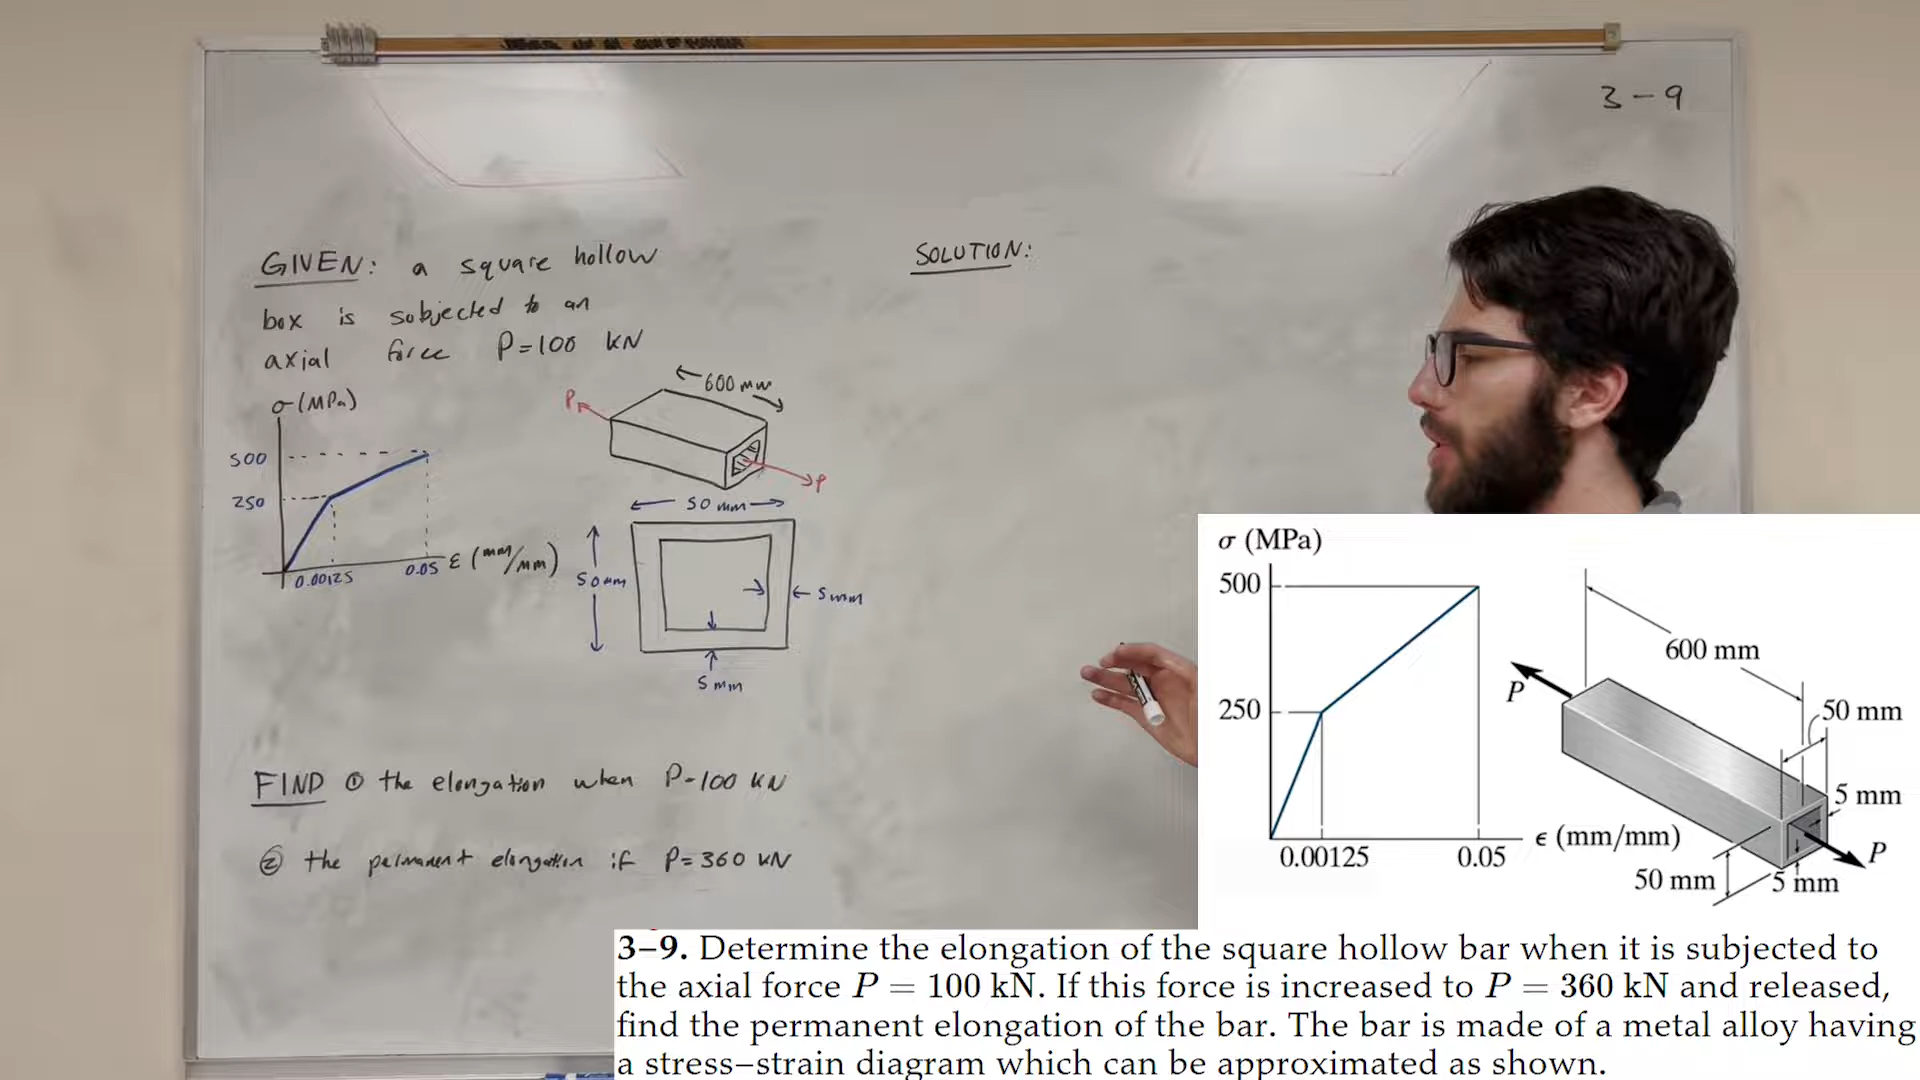 3-9
GIVEN: a square hollow
box is subjected to an
axial force P=100 kN
σ (MPa)
500
250
0.00125
0.05
ε (mm/mm)
600 mm
P
P
50 mm
50mm
5mm
5mm
FIND ① the elongation when P=100 kN
② the permanent elongation if P=360 kN
SOLUTION:
σ (MPa)
500
250
0.00125
0.05
ϵ (mm/mm)
P
600 mm
50 mm
5 mm
P
50 mm
5 mm
3–9. Determine the elongation of the square hollow bar when it is subjected to
the axial force P = 100 kN. If this force is increased to P = 360 kN and released,
find the permanent elongation of the bar. The bar is made of a metal alloy having
a stress–strain diagram which can be approximated as shown.